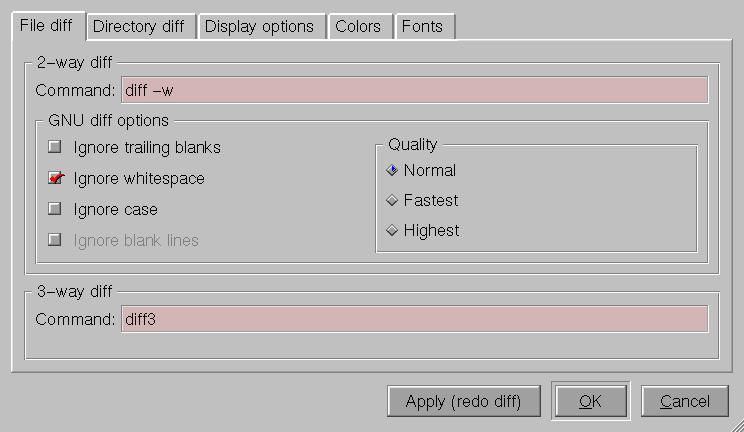 File diff Directory diff Display options Colors Fonts
2-way diff
Command: diff -w
GNU diff options
Ignore trailing blanks
Ignore whitespace
Ignore case
Ignore blank lines
Quality
Normal
Fastest
Highest
3-way diff
Command: diff3
Apply (redo diff) OK Cancel